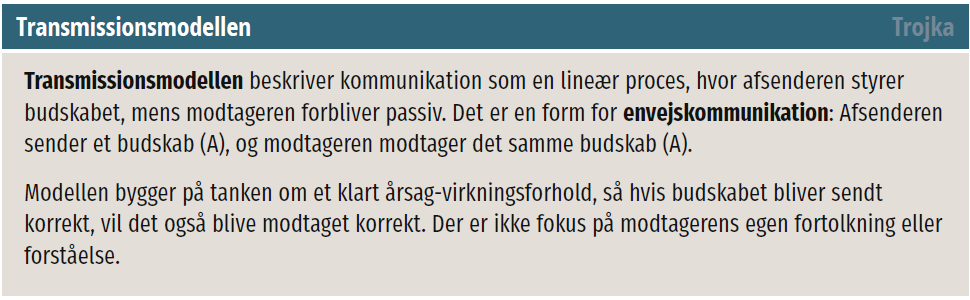 Transmissionsmodellen Trojka
Transmissionsmodellen beskriver kommunikation som en lineær proces, hvor afsenderen styrer
budskabet, mens modtageren forbliver passiv. Det er en form for envejskommunikation: Afsenderen
sender et budskab (A), og modtageren modtager det samme budskab (A).
Modellen bygger på tanken om et klart årsag-virkningsforhold, så hvis budskabet bliver sendt
korrekt, vil det også blive modtaget korrekt. Der er ikke fokus på modtagerens egen fortolkning eller
forståelse.